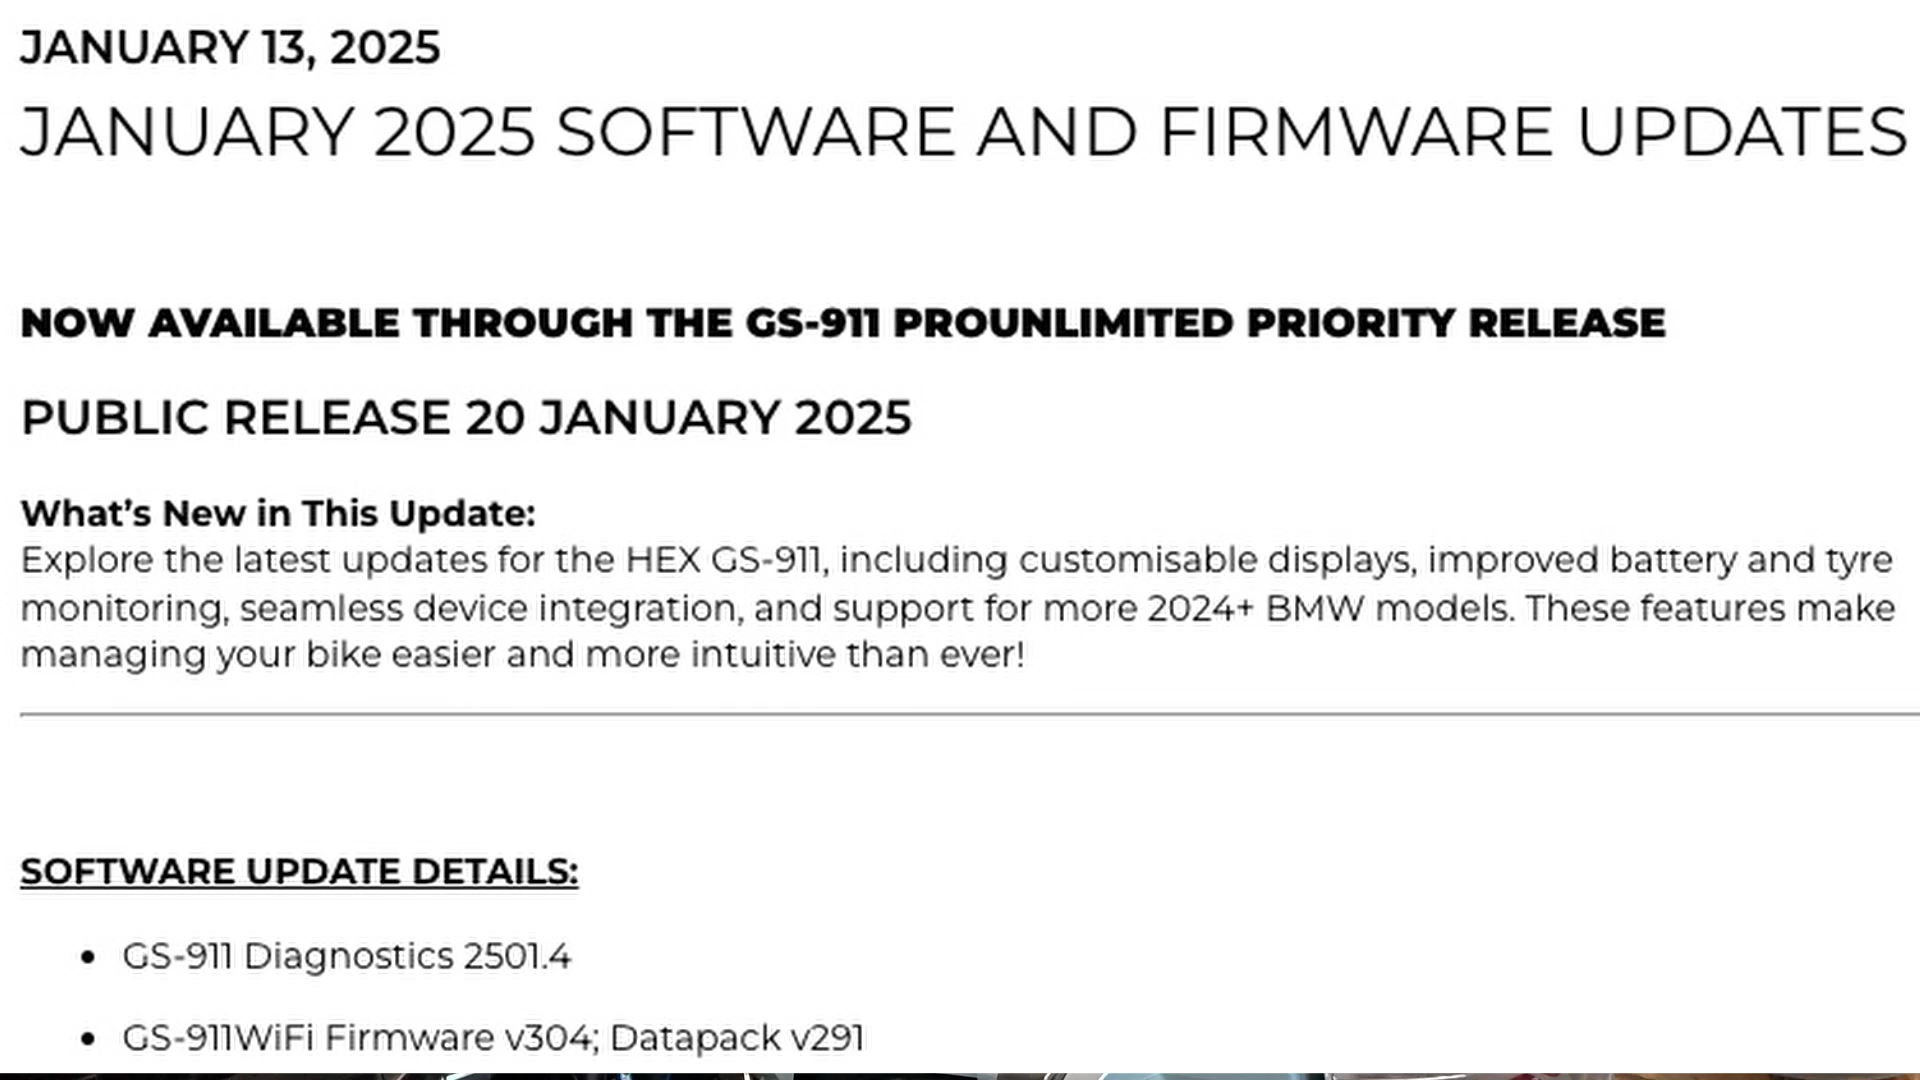 JANUARY 13, 2025
JANUARY 2025 SOFTWARE AND FIRMWARE UPDATES
NOW AVAILABLE THROUGH THE GS-911 PROUNLIMITED PRIORITY RELEASE
PUBLIC RELEASE 20 JANUARY 2025
What’s New in This Update:
Explore the latest updates for the HEX GS-911, including customisable displays, improved battery and tyre
monitoring, seamless device integration, and support for more 2024+ BMW models. These features make
managing your bike easier and more intuitive than ever!
SOFTWARE UPDATE DETAILS:
• GS-911 Diagnostics 2501.4
• GS-911WiFi Firmware v304; Datapack v291